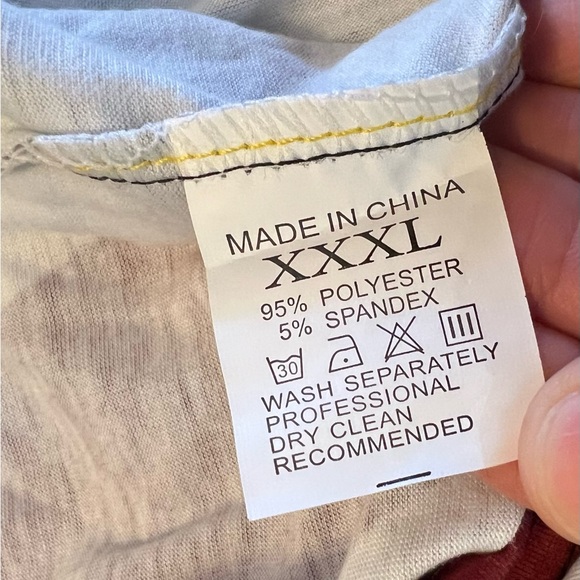 MADE IN CHINA
XXXL
95% POLYESTER
5% SPANDEX
30
WASH SEPARATELY
PROFESSIONAL
DRY CLEAN
RECOMMENDED